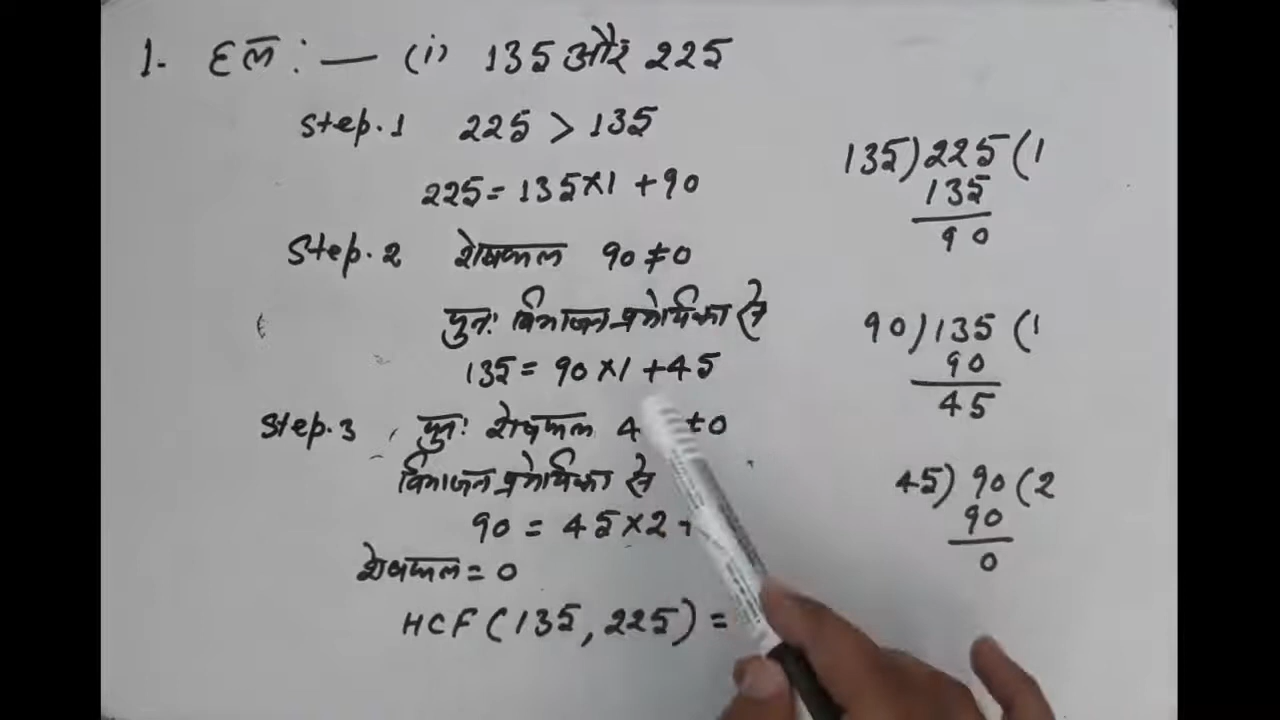 1. हल : — (i) 135 और 225
Step.1 225 > 135
225 = 135×1 + 90
Step.2 शेषफल 90 ≠ 0
पुनः विभाजन प्रमेयिका से
135 = 90 ×1 + 45
Step.3 पुनः शेषफल 4 ≠0
विभाजन प्रमेयिका से
90 = 45×2 +
शेषफल = 0
HCF (135, 225) =
135) 225 (1
135
90
90) 135 (1
90
45
45) 90 (2
90
0